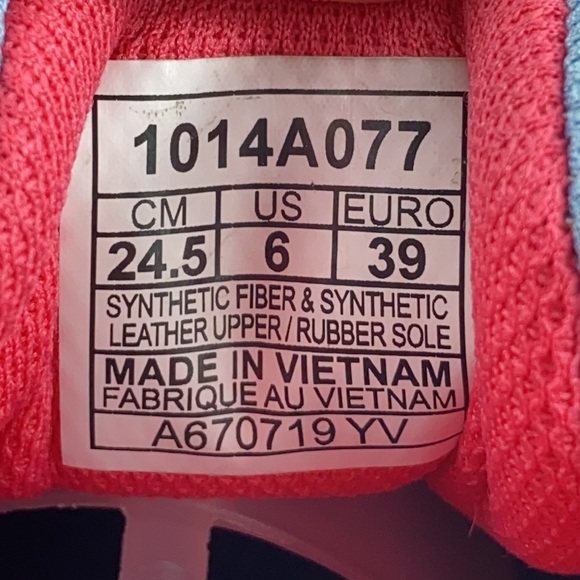 1014A077
CM US EURO
24.5 6 39
SYNTHETIC FIBER & SYNTHETIC
LEATHER UPPER / RUBBER SOLE
MADE IN VIETNAM
FABRIQUE AU VIETNAM
A670719 YV